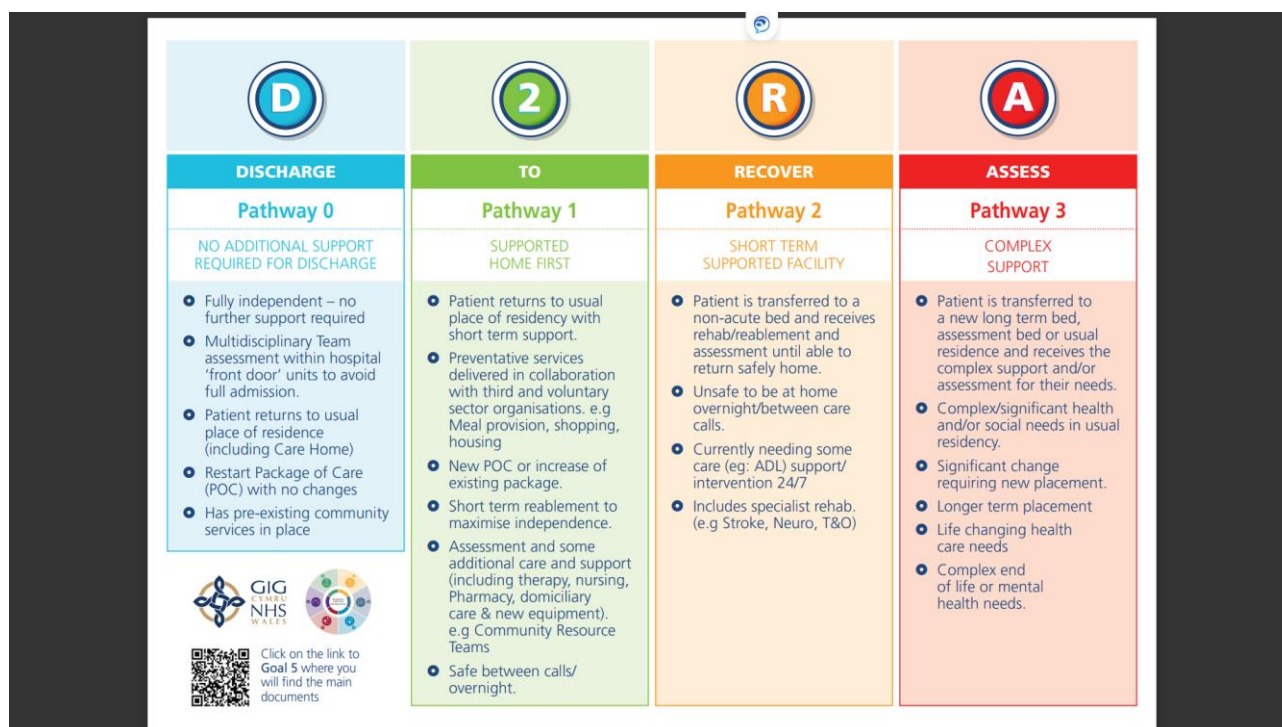 D
DISCHARGE
Pathway 0
NO ADDITIONAL SUPPORT
REQUIRED FOR DISCHARGE
Fully independent – no
further support required
Multidisciplinary Team
assessment within hospital
‘front door’ units to avoid
full admission.
Patient returns to usual
place of residence
(including Care Home)
Restart Package of Care
(POC) with no changes
Has pre-existing community
services in place
GIG
CYMRU
NHS
WALES
Click on the link to
Goal 5 where you
will find the main
documents
2
TO
Pathway 1
SUPPORTED
HOME FIRST
Patient returns to usual
place of residency with
short term support.
Preventative services
delivered in collaboration
with third and voluntary
sector organisations. e.g
Meal provision, shopping,
housing
New POC or increase of
existing package.
Short term reablement to
maximise independence.
Assessment and some
additional care and support
(including therapy, nursing,
Pharmacy, domiciliary
care & new equipment).
e.g Community Resource
Teams
Safe between calls/
overnight.
R
RECOVER
Pathway 2
SHORT TERM
SUPPORTED FACILITY
Patient is transferred to a
non-acute bed and receives
rehab/reablement and
assessment until able to
return safely home.
Unsafe to be at home
overnight/between care
calls.
Currently needing some
care (eg: ADL) support/
intervention 24/7
Includes specialist rehab.
(e.g Stroke, Neuro, T&O)
A
ASSESS
Pathway 3
COMPLEX
SUPPORT
Patient is transferred to
a new long term bed,
assessment bed or usual
residence and receives the
complex support and/or
assessment for their needs.
Complex/significant health
and/or social needs in usual
residency.
Significant change
requiring new placement.
Longer term placement
Life changing health
care needs
Complex end
of life or mental
health needs.